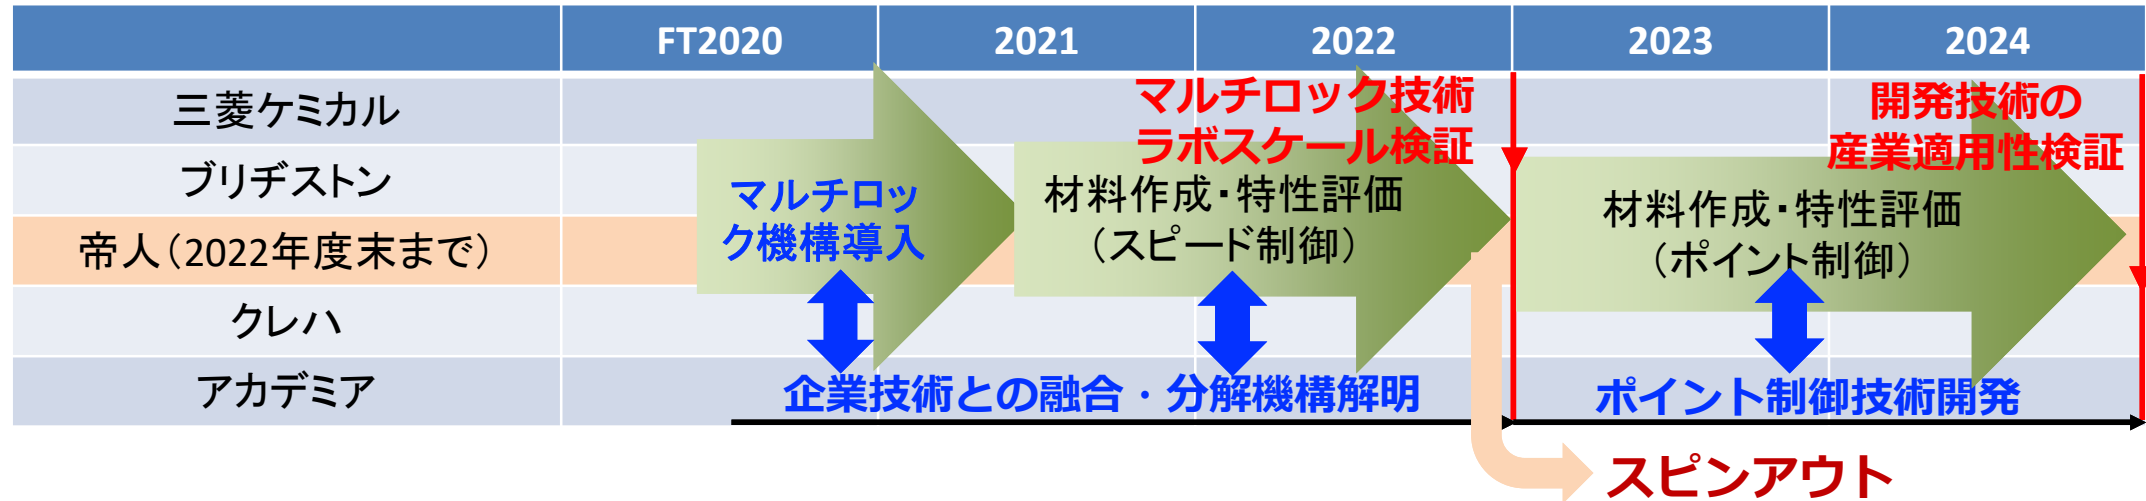 FT2020 2021 2022 2023 2024
三菱ケミカル
ブリヂストン
帝人(2022年度末まで)
クレハ
アカデミア
マルチロッ
ク機構導入
マルチロック技術
ラボスケール検証
材料作成・特性評価
(スピード制御)
開発技術の
産業適用性検証
材料作成・特性評価
(ポイント制御)
企業技術との融合・分解機構解明
ポイント制御技術開発
スピンアウト